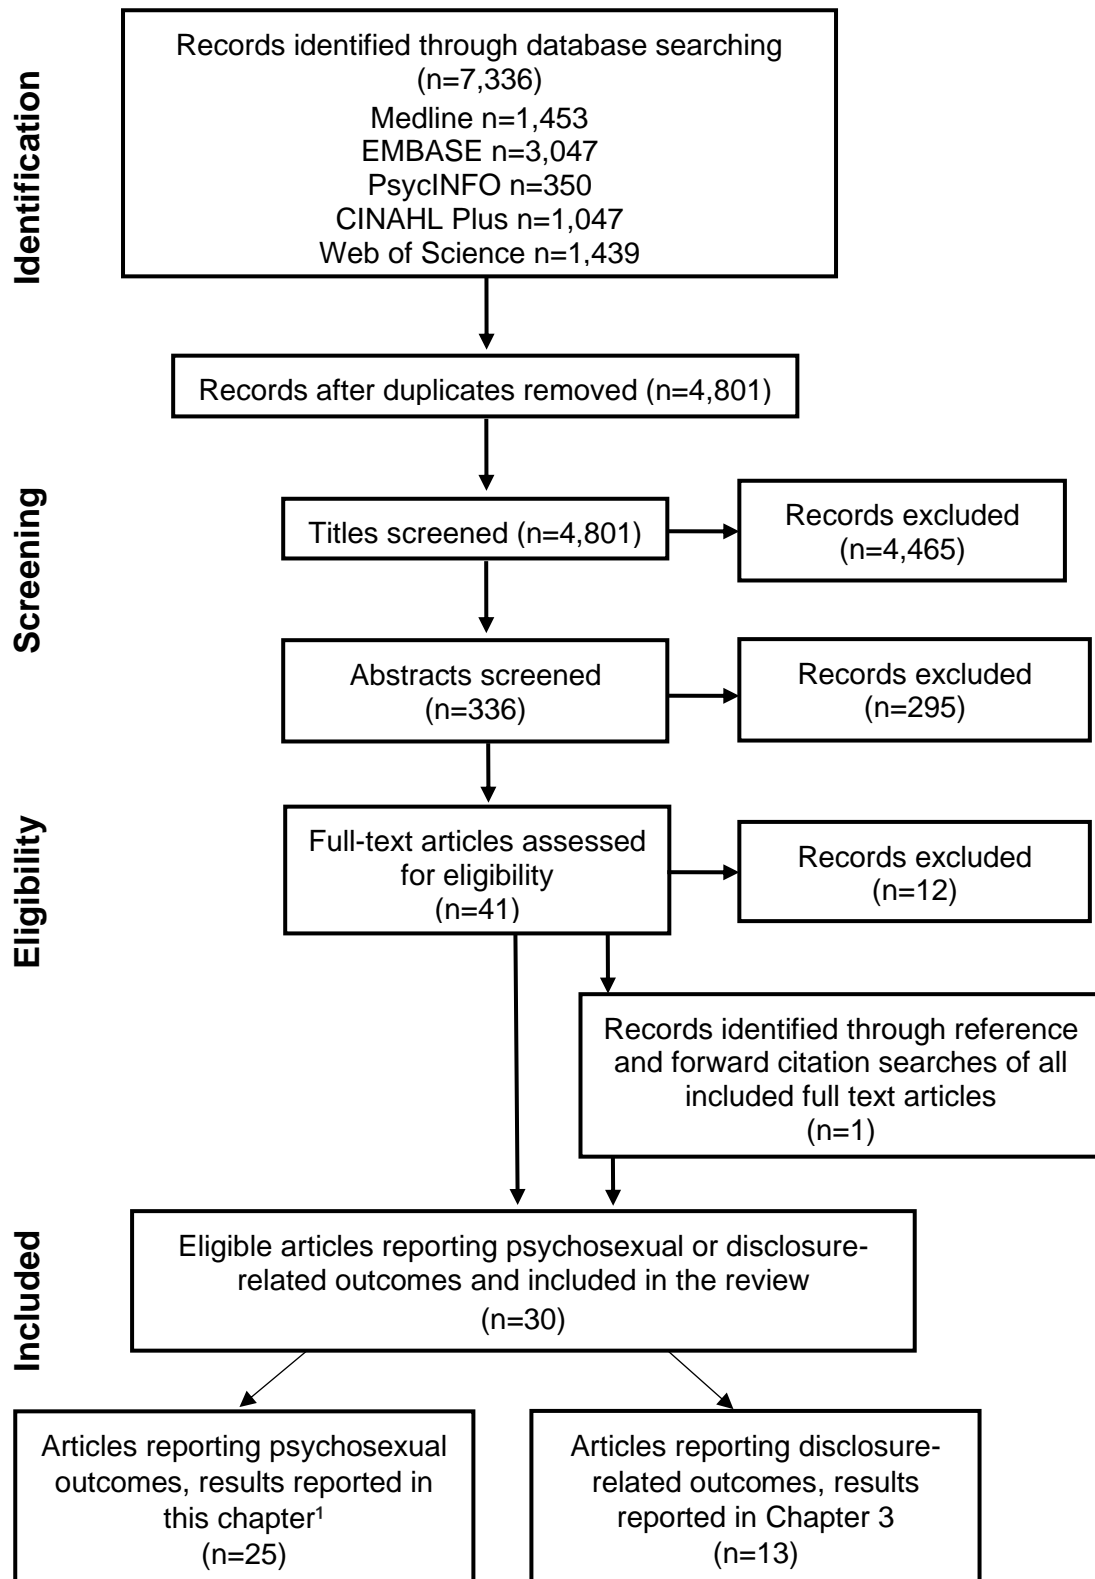 Identification
Records identified through database searching
(n=7,336)
Medline n=1,453
EMBASE n=3,047
PsycINFO n=350
CINAHL Plus n=1,047
Web of Science n=1,439
Records after duplicates removed (n=4,801)
Screening
Titles screened (n=4,801)
Records excluded
(n=4,465)
Abstracts screened
(n=336)
Records excluded
(n=295)
Eligibility
Full-text articles assessed
for eligibility
(n=41)
Records excluded
(n=12)
Records identified through reference
and forward citation searches of all
included full text articles
(n=1)
Included
Eligible articles reporting psychosexual or disclosure-
related outcomes and included in the review
(n=30)
Articles reporting psychosexual
outcomes, results reported in
this chapter¹
(n=25)
Articles reporting disclosure-
related outcomes, results
reported in Chapter 3
(n=13)